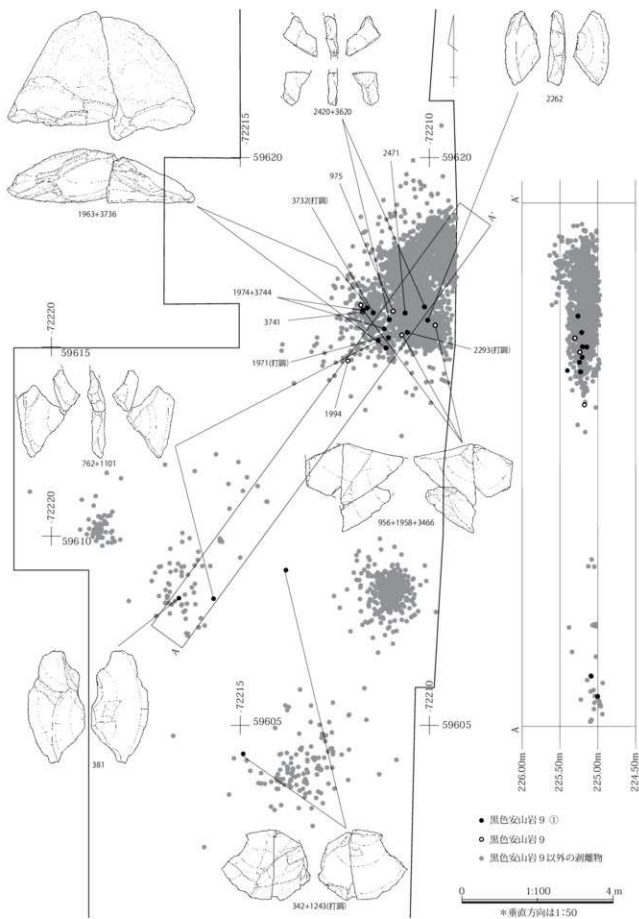 2420+3620
2262
-72215
59620
-72210
59620
2471
975
3732(打調)
1963+3736
1974+3744
3741
-72220
59615
1971(打調)
2293(打調)
1994
762+1101
956+1958+3466
-72220
59610
A'
A
A'
A
381
-72215
59605
-72210
59605
342+1243(打調)
226.00m
225.50m
225.00m
224.50m
● 黒色安山岩9 ①
○ 黒色安山岩9
● 黒色安山岩9以外の剥離物
0 1:100 4 m
*垂直方向は1:50